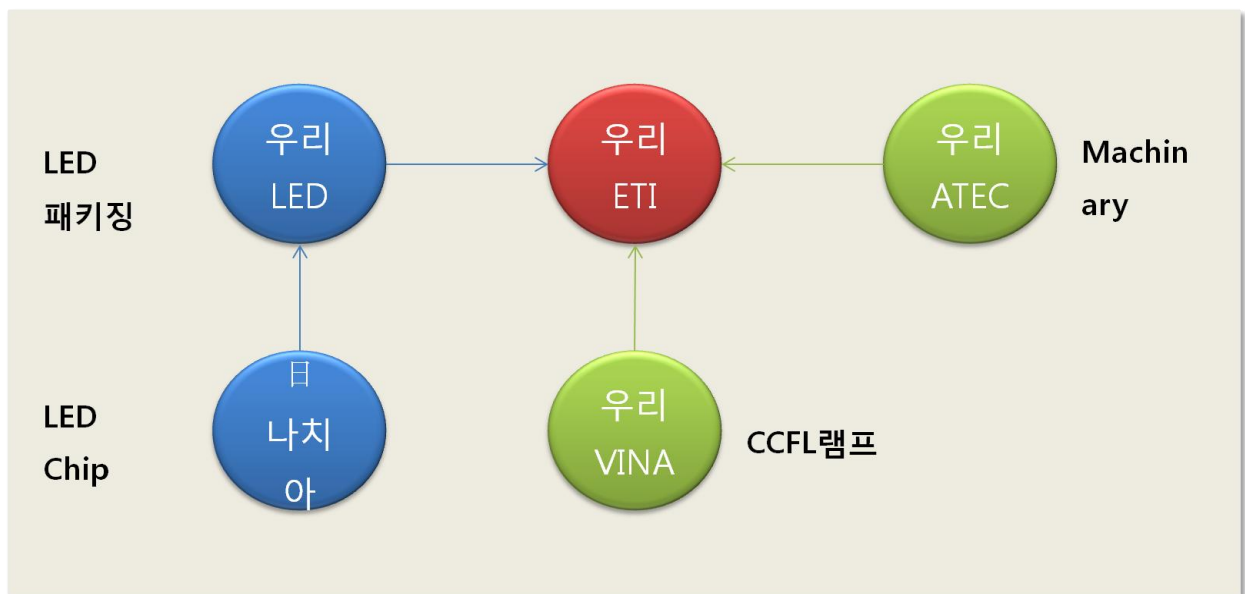 LED
패키징
우리
LED
우리
ETI
우리
ATEC
Machin
ary
LED
Chip
日
나치
아
우리
VINA
CCFL램프